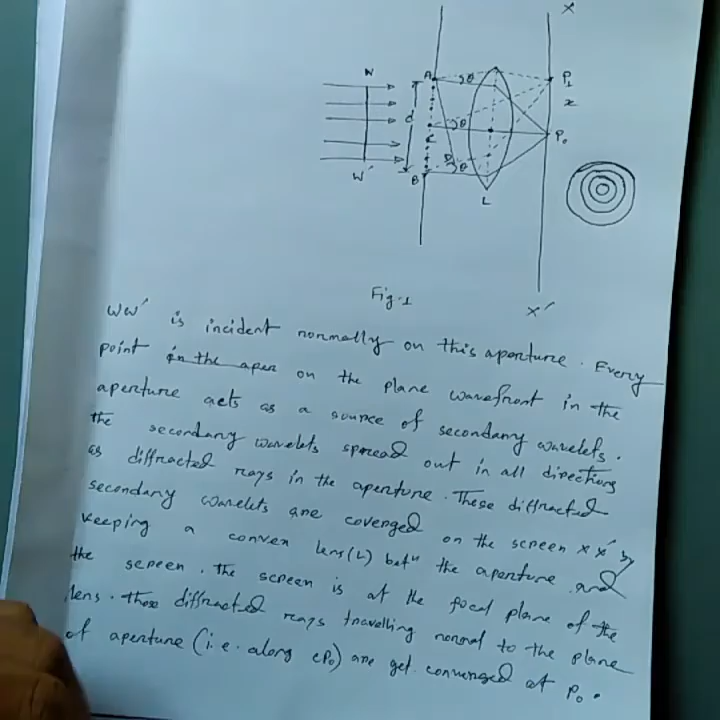 X
W
A
θ
P1
d
C
θ
x
P0
D
θ
B
W'
L
Fig.1
X'
WW' is incident normally on this aperture. Every
point in the aper on the plane wavefront in the
aperture acts as a source of secondary wavelets.
the secondary wavelets spread out in all directions
as diffracted rays in the aperture. These diffracted
secondary wavelets are coverged on the screen XX' by
keeping a convex lens(L) betn the aperture and
the screen. The screen is at the focal plane of the
lens. Those diffracted rays travelling normal to the plane
of aperture (i.e. along CP0) are get converged at P0.